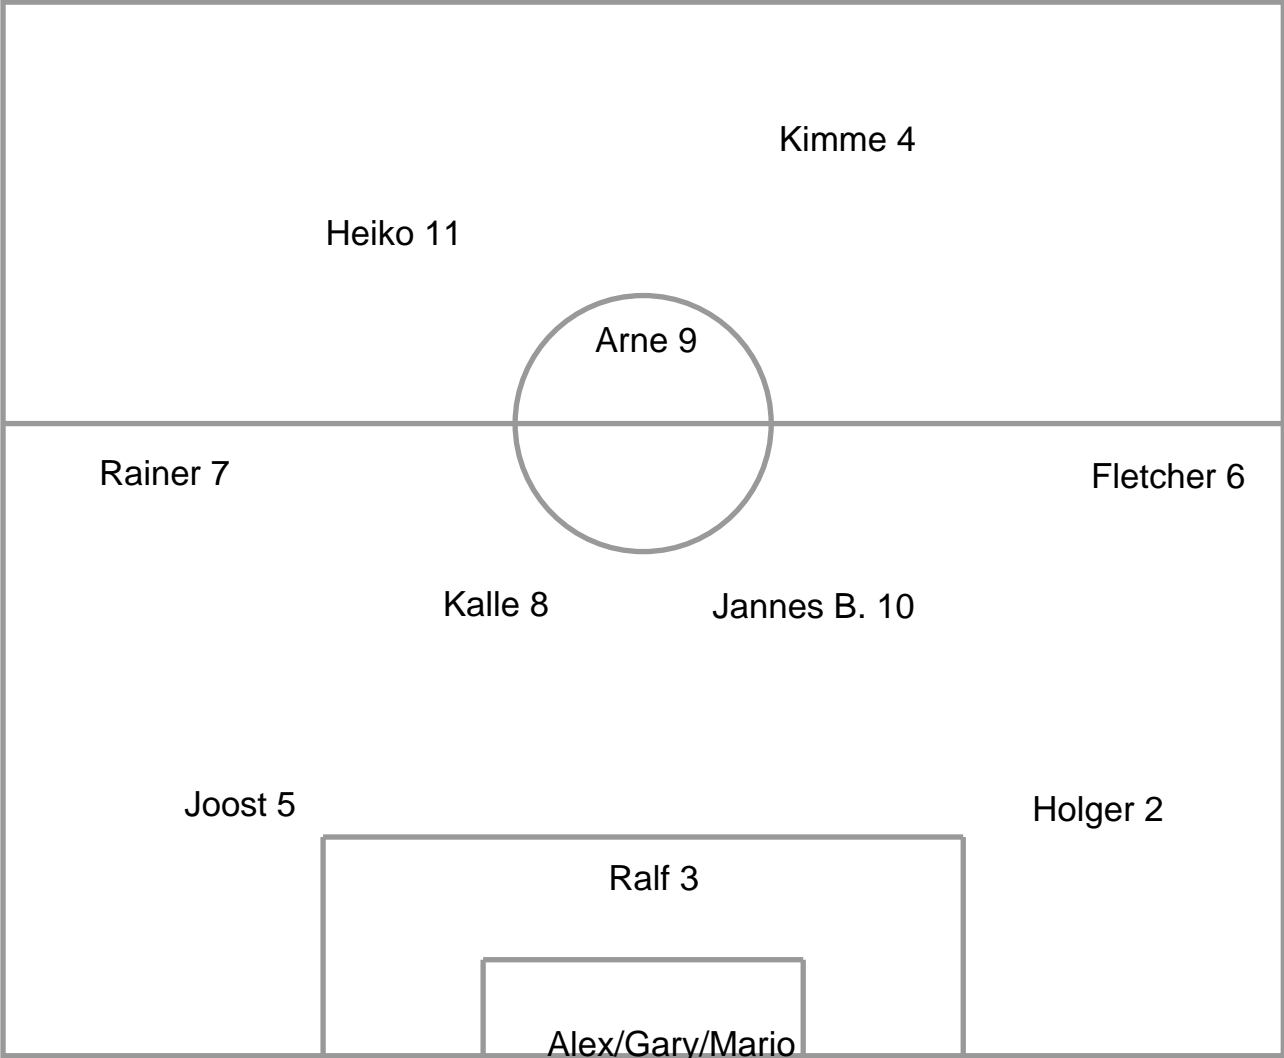 Kimme 4
Heiko 11
Arne 9
Rainer 7
Fletcher 6
Kalle 8
Jannes B. 10
Joost 5
Holger 2
Ralf 3
Alex/Gary/Mario